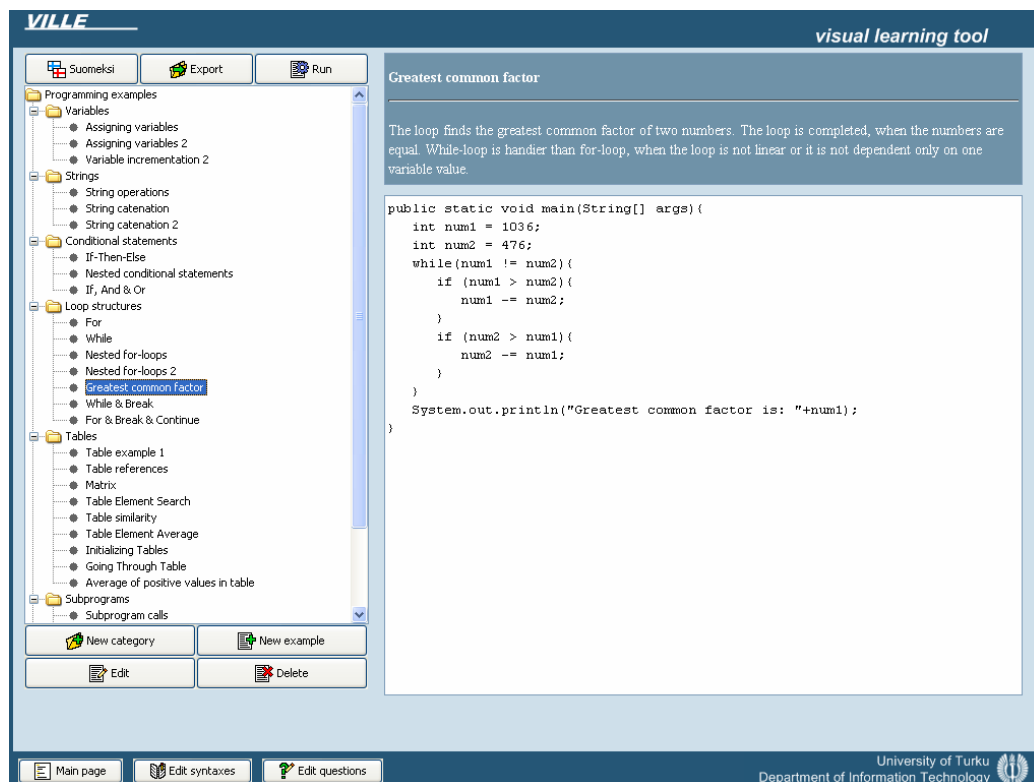 VILLE
visual learning tool
Suomeksi
Export
Run
Programming examples
Variables
Assigning variables
Assigning variables 2
Variable incrementation 2
Strings
String operations
String catenation
String catenation 2
Conditional statements
If-Then-Else
Nested conditional statements
If, And & Or
Loop structures
For
While
Nested for-loops
Nested for-loops 2
Greatest common factor
While & Break
For & Break & Continue
Tables
Table example 1
Table references
Matrix
Table Element Search
Table similarity
Table Element Average
Initializing Tables
Going Through Table
Average of positive values in table
Subprograms
Subprogram calls
New category
New example
Edit
Delete
Greatest common factor
The loop finds the greatest common factor of two numbers. The loop is completed, when the numbers are
equal. While-loop is handier than for-loop, when the loop is not linear or it is not dependent only on one
variable value.
public static void main(String[] args){
   int num1 = 1036;
   int num2 = 476;
   while(num1 != num2){
      if (num1 > num2){
         num1 -= num2;
      }
      if (num2 > num1){
         num2 -= num1;
      }
   }
   System.out.println("Greatest common factor is: "+num1);
}
Main page
Edit syntaxes
Edit questions
University of Turku
Department of Information Technology